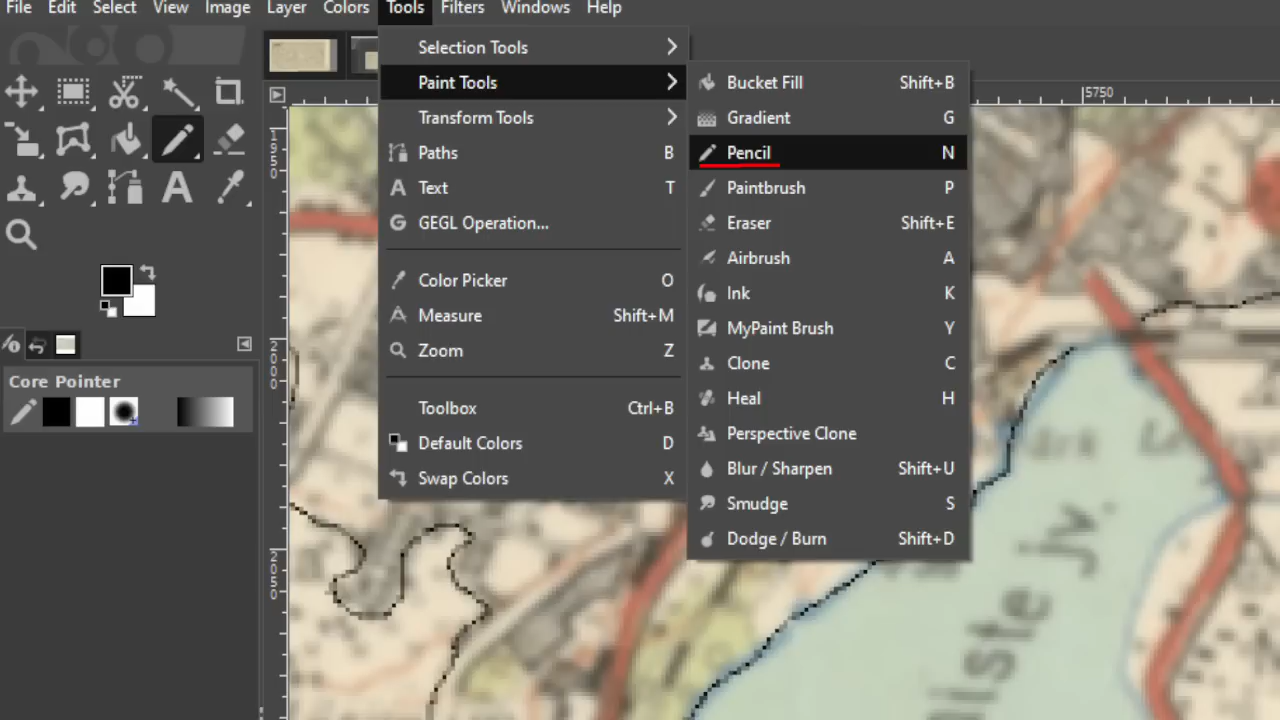 File Edit Select View Image Layer Colors Tools Filters Windows Help
Selection Tools
Paint Tools
Transform Tools
Paths B
Text T
GEGL Operation...
Color Picker O
Measure Shift+M
Zoom Z
Toolbox Ctrl+B
Default Colors D
Swap Colors X
Bucket Fill Shift+B
Gradient G
Pencil N
Paintbrush P
Eraser Shift+E
Airbrush A
Ink K
MyPaint Brush Y
Clone C
Heal H
Perspective Clone
Blur / Sharpen Shift+U
Smudge S
Dodge / Burn Shift+D
Core Pointer
5750
1950
2000
2050
jv.